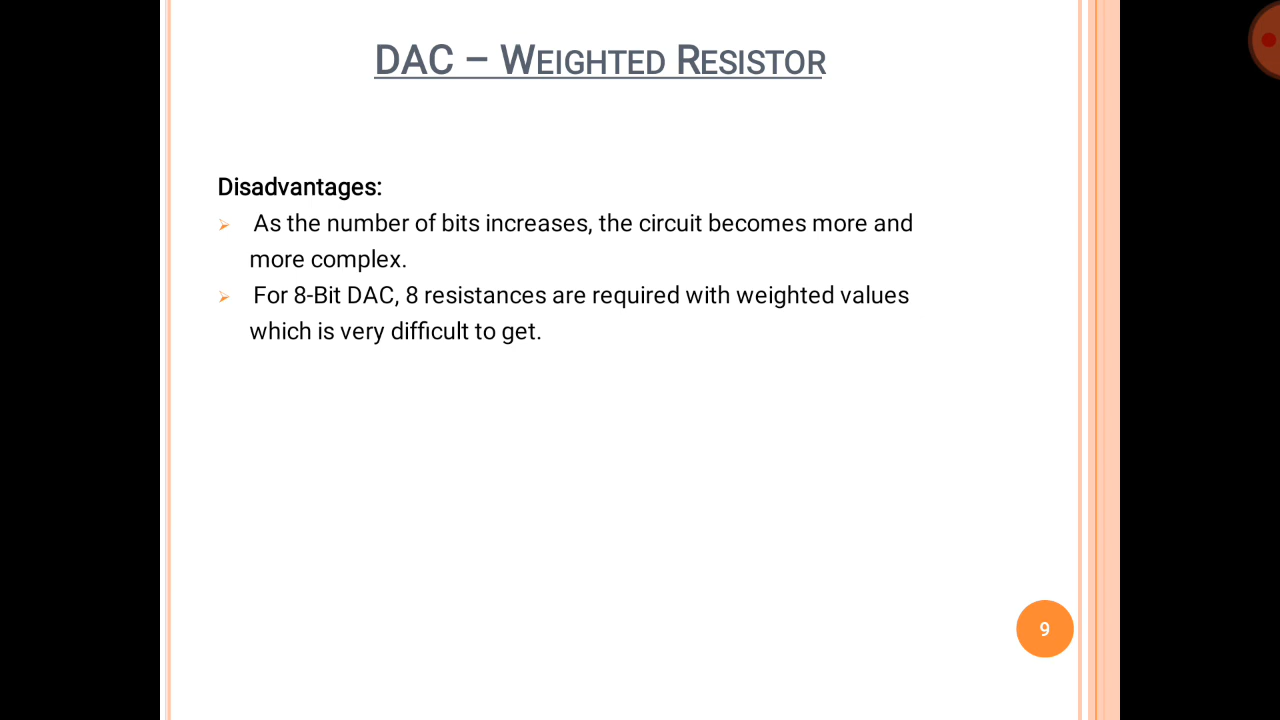 DAC – WEIGHTED RESISTOR
Disadvantages:
➢ As the number of bits increases, the circuit becomes more and
more complex.
➢ For 8-Bit DAC, 8 resistances are required with weighted values
which is very difficult to get.
9